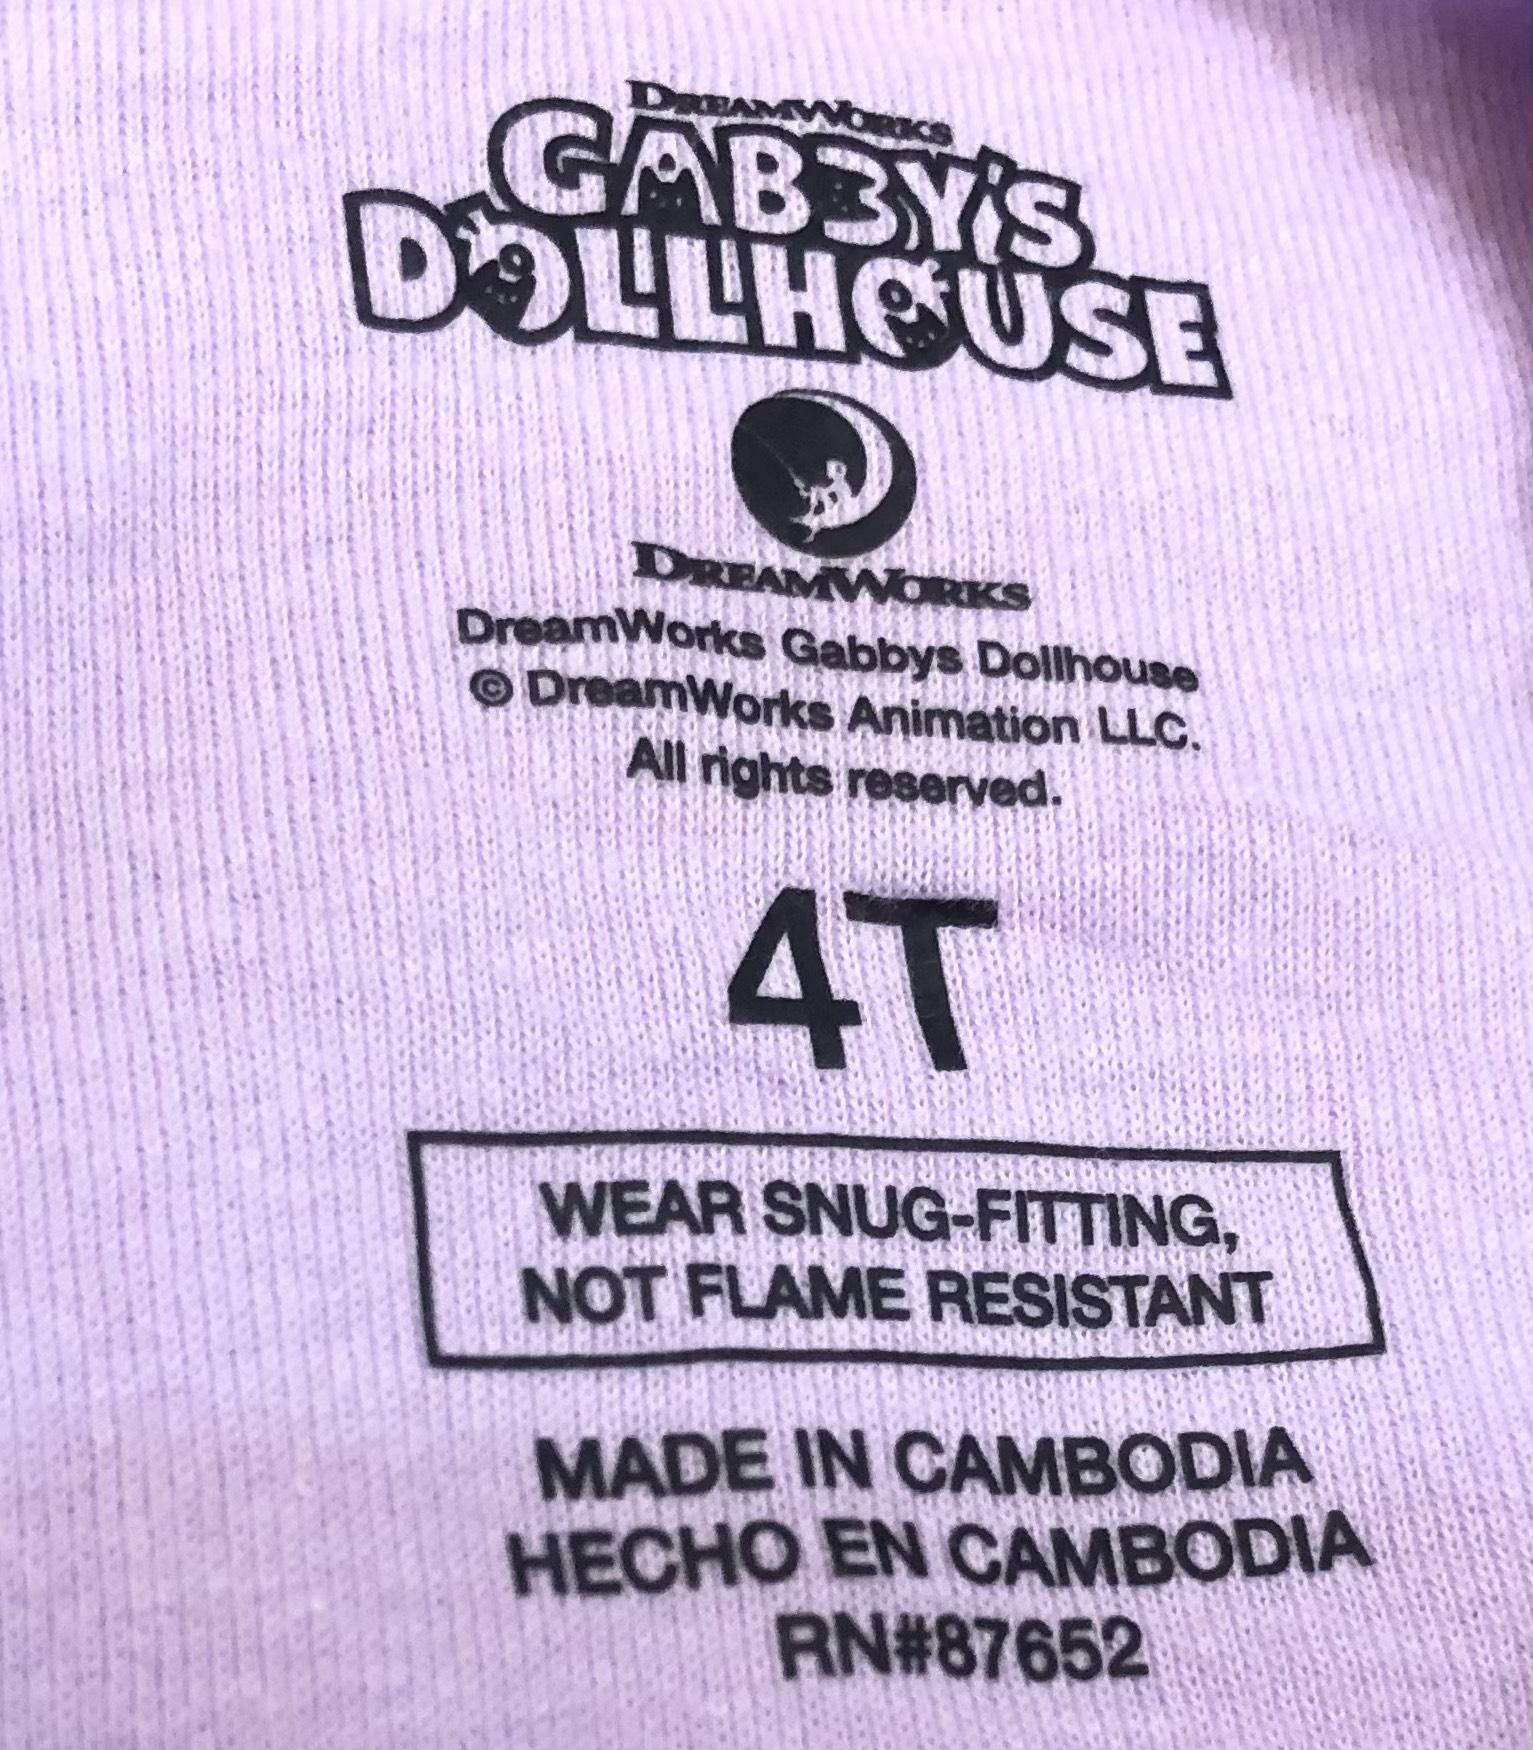 DREAMWORKS
GABBY'S
DOLLHOUSE
DREAMWORKS
DreamWorks Gabbys Dollhouse
© DreamWorks Animation LLC.
All rights reserved.
4T
WEAR SNUG-FITTING,
NOT FLAME RESISTANT
MADE IN CAMBODIA
HECHO EN CAMBODIA
RN#87652